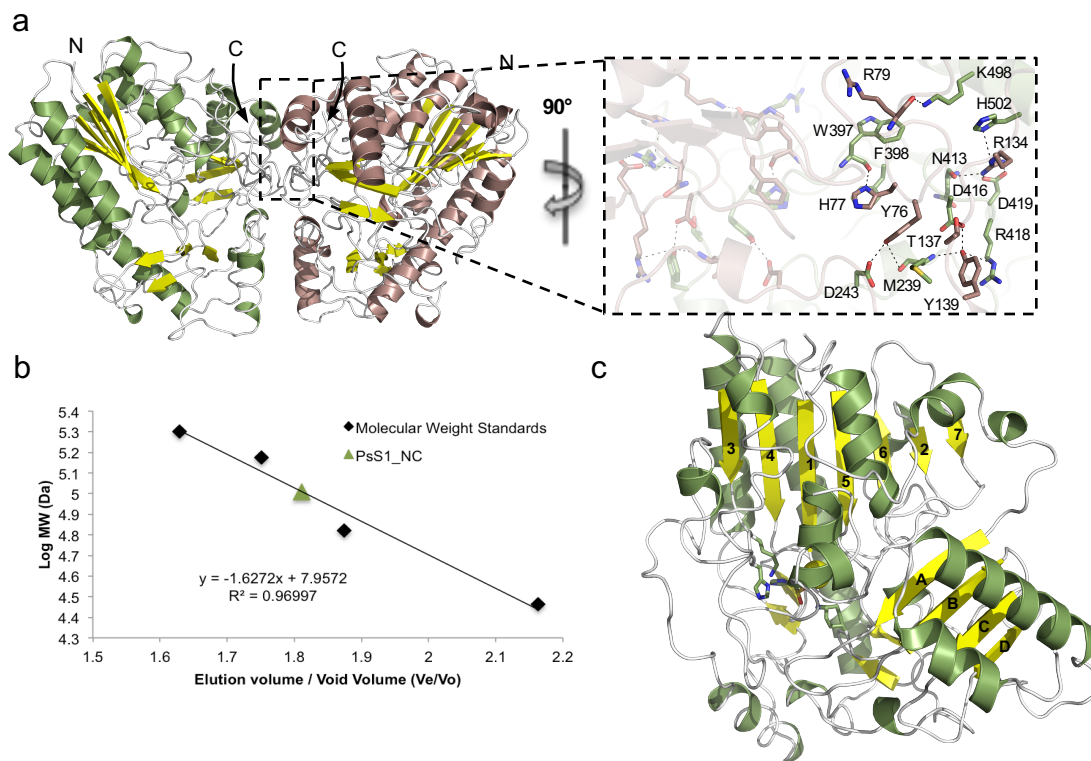 a
N
C
C
N
90°
R79
K498
H502
W397
R134
F398
N413
D416
H77
Y76
D419
T137
R418
D243
M239
Y139
b
5.4
5.3
5.2
5.1
5
4.9
4.8
4.7
4.6
4.5
4.4
4.3
Log MW (Da)
Molecular Weight Standards
PsS1_NC
y = -1.6272x + 7.9572
R² = 0.96997
1.5
1.6
1.7
1.8
1.9
2
2.1
2.2
Elution volume / Void Volume (Ve/Vo)
c
3
4
1
5
6
2
7
A
B
C
D